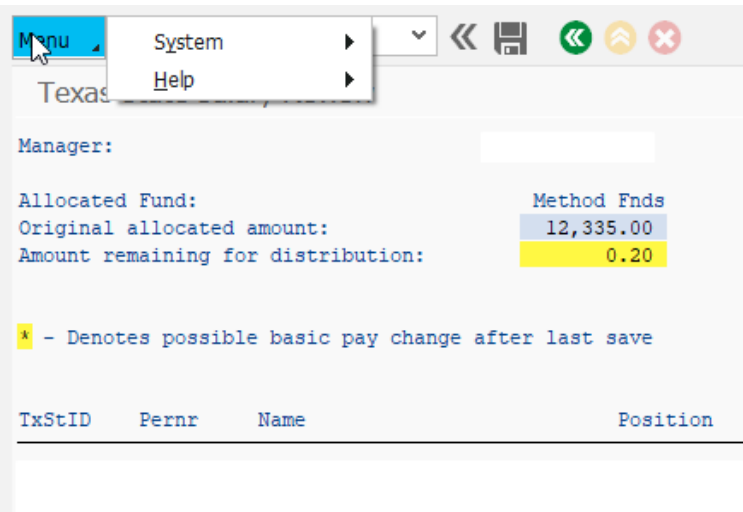 Menu
System
Help
Texas
Manager:
Allocated Fund: Method Fnds
Original allocated amount: 12,335.00
Amount remaining for distribution: 0.20
* - Denotes possible basic pay change after last save
TxStID Pernr Name Position